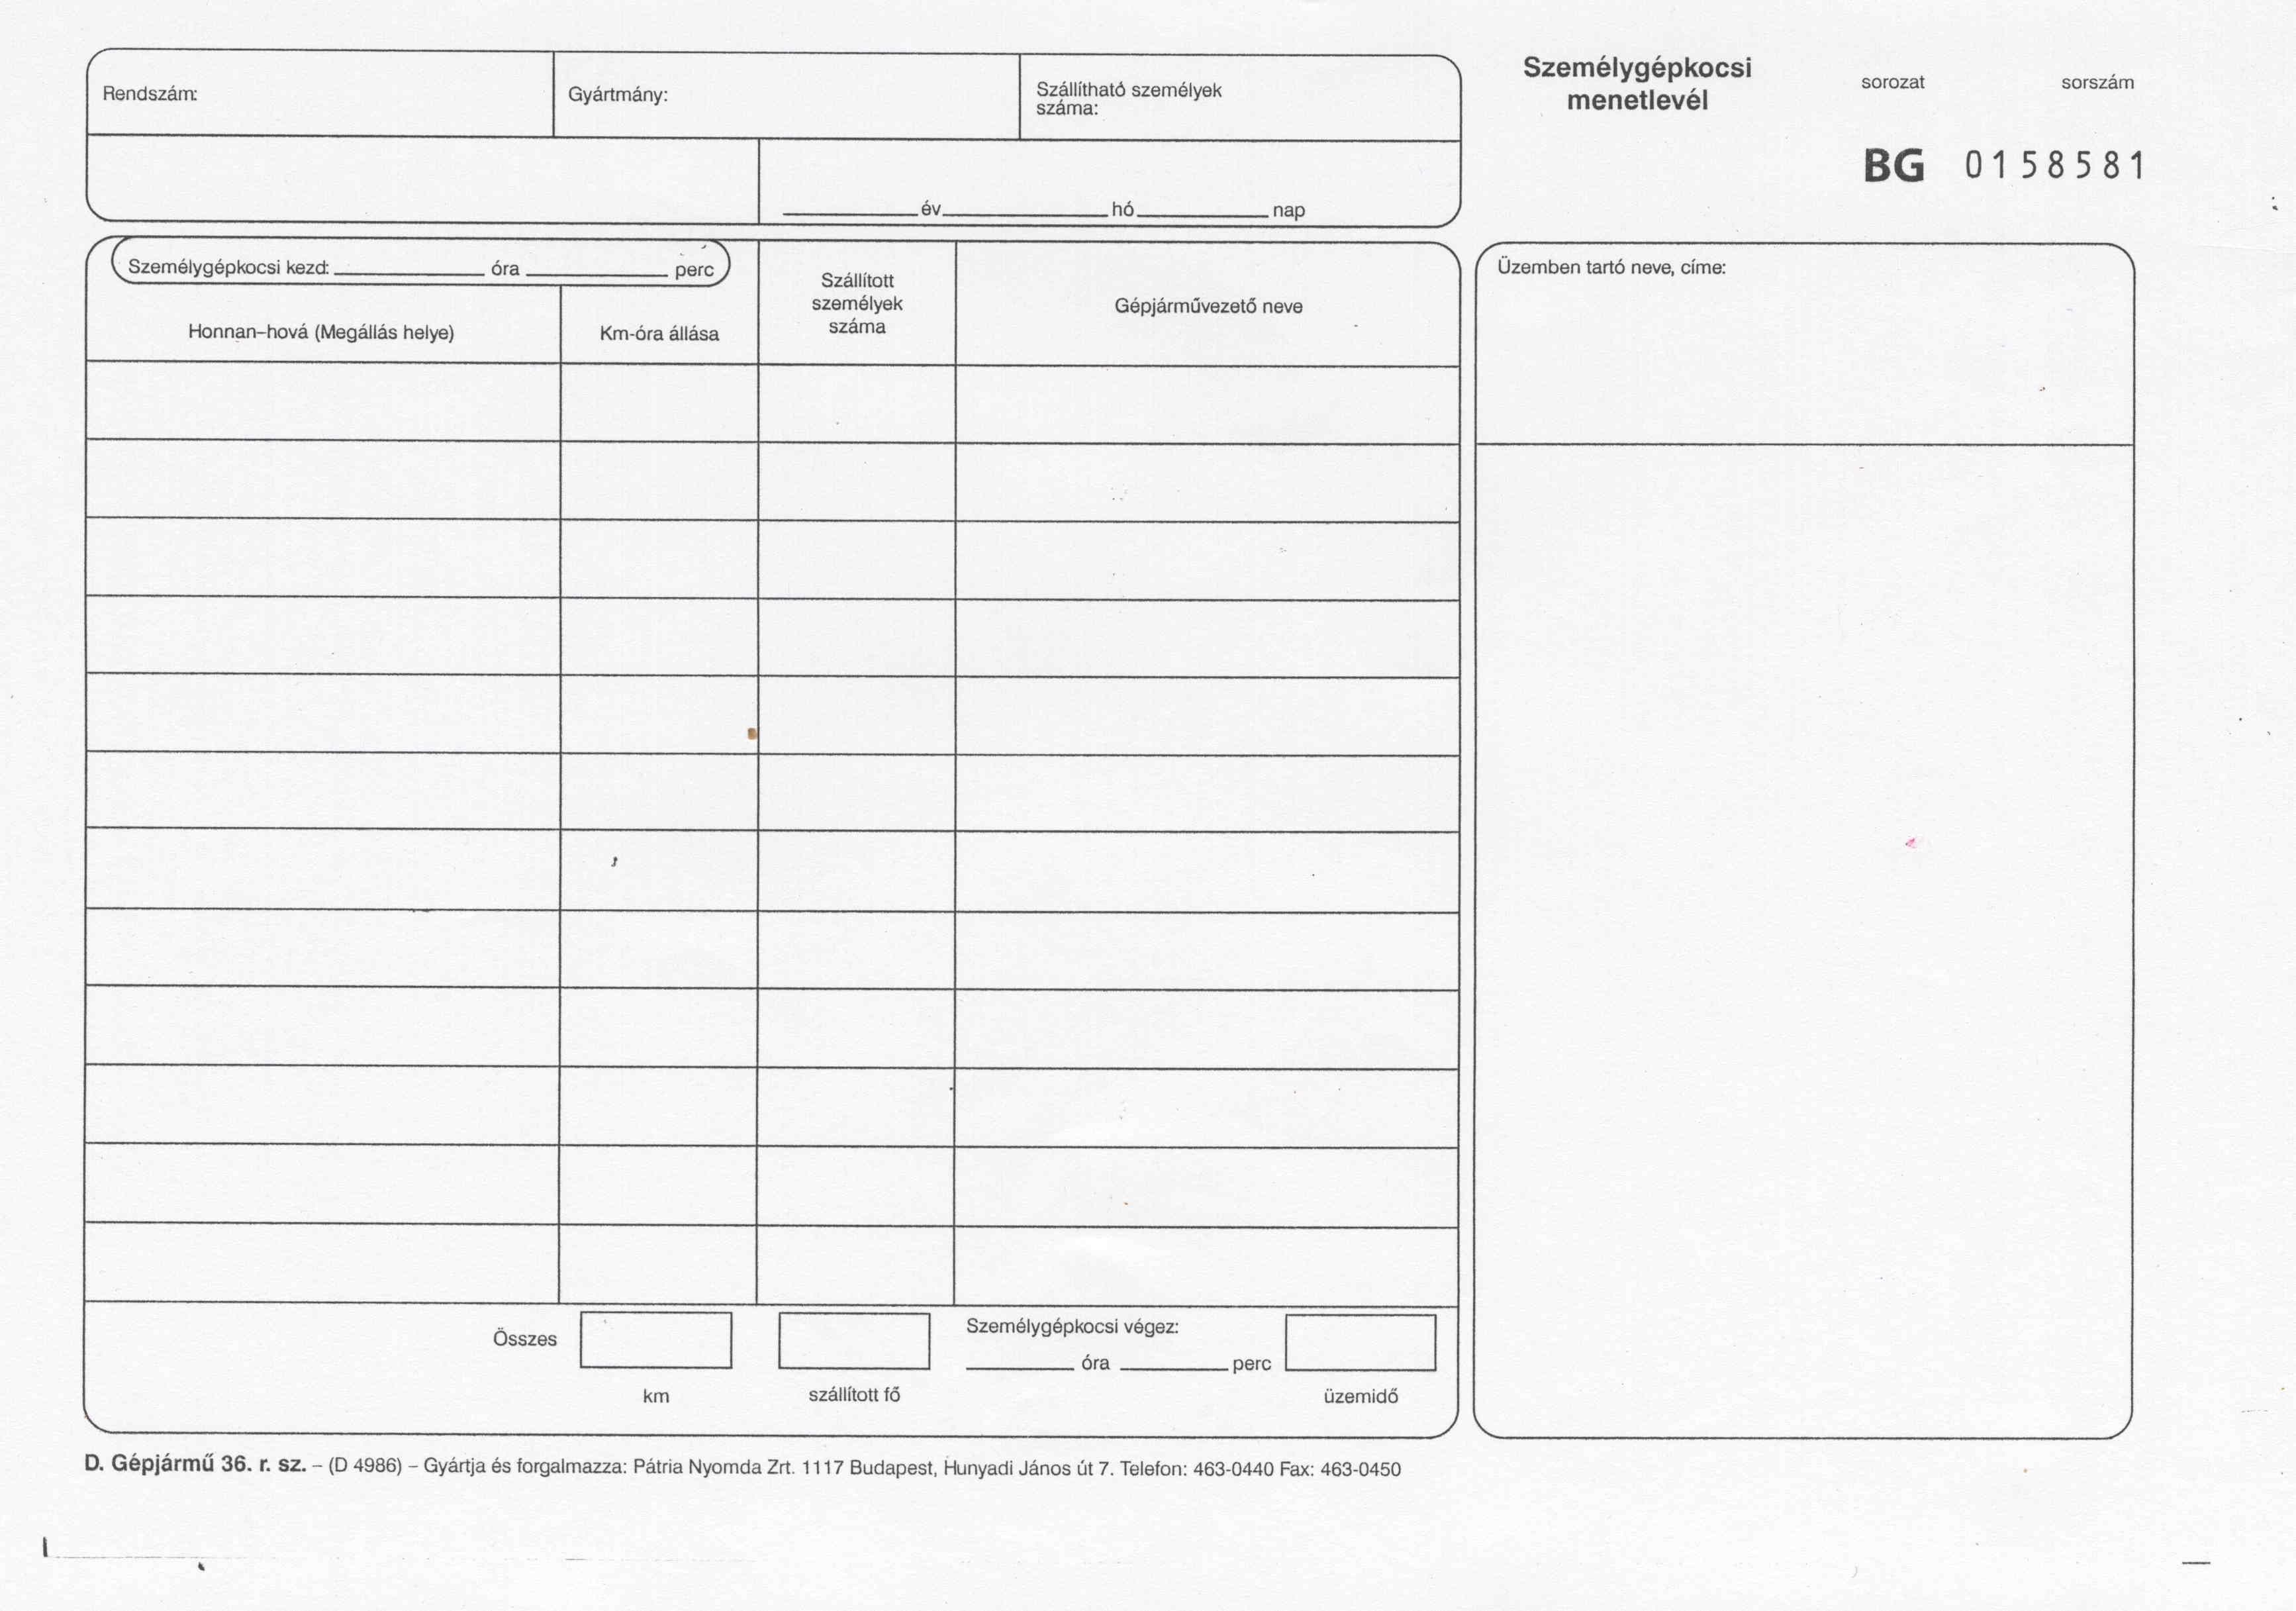 Rendszám:
Gyártmány:
Szállítható személyek
száma:
Személygépkocsi
menetlevél
sorozat
sorszám
BG 0158581
év hó nap
Személygépkocsi kezd: óra perc
Honnan–hová (Megállás helye)
Km-óra állása
Szállított
személyek
száma
Gépjárművezető neve
Üzemben tartó neve, címe:
Összes
km
szállított fő
Személygépkocsi végez:
óra perc
üzemidő
D. Gépjármű 36. r. sz. – (D 4986) – Gyártja és forgalmazza: Pátria Nyomda Zrt. 1117 Budapest, Hunyadi János út 7. Telefon: 463-0440 Fax: 463-0450